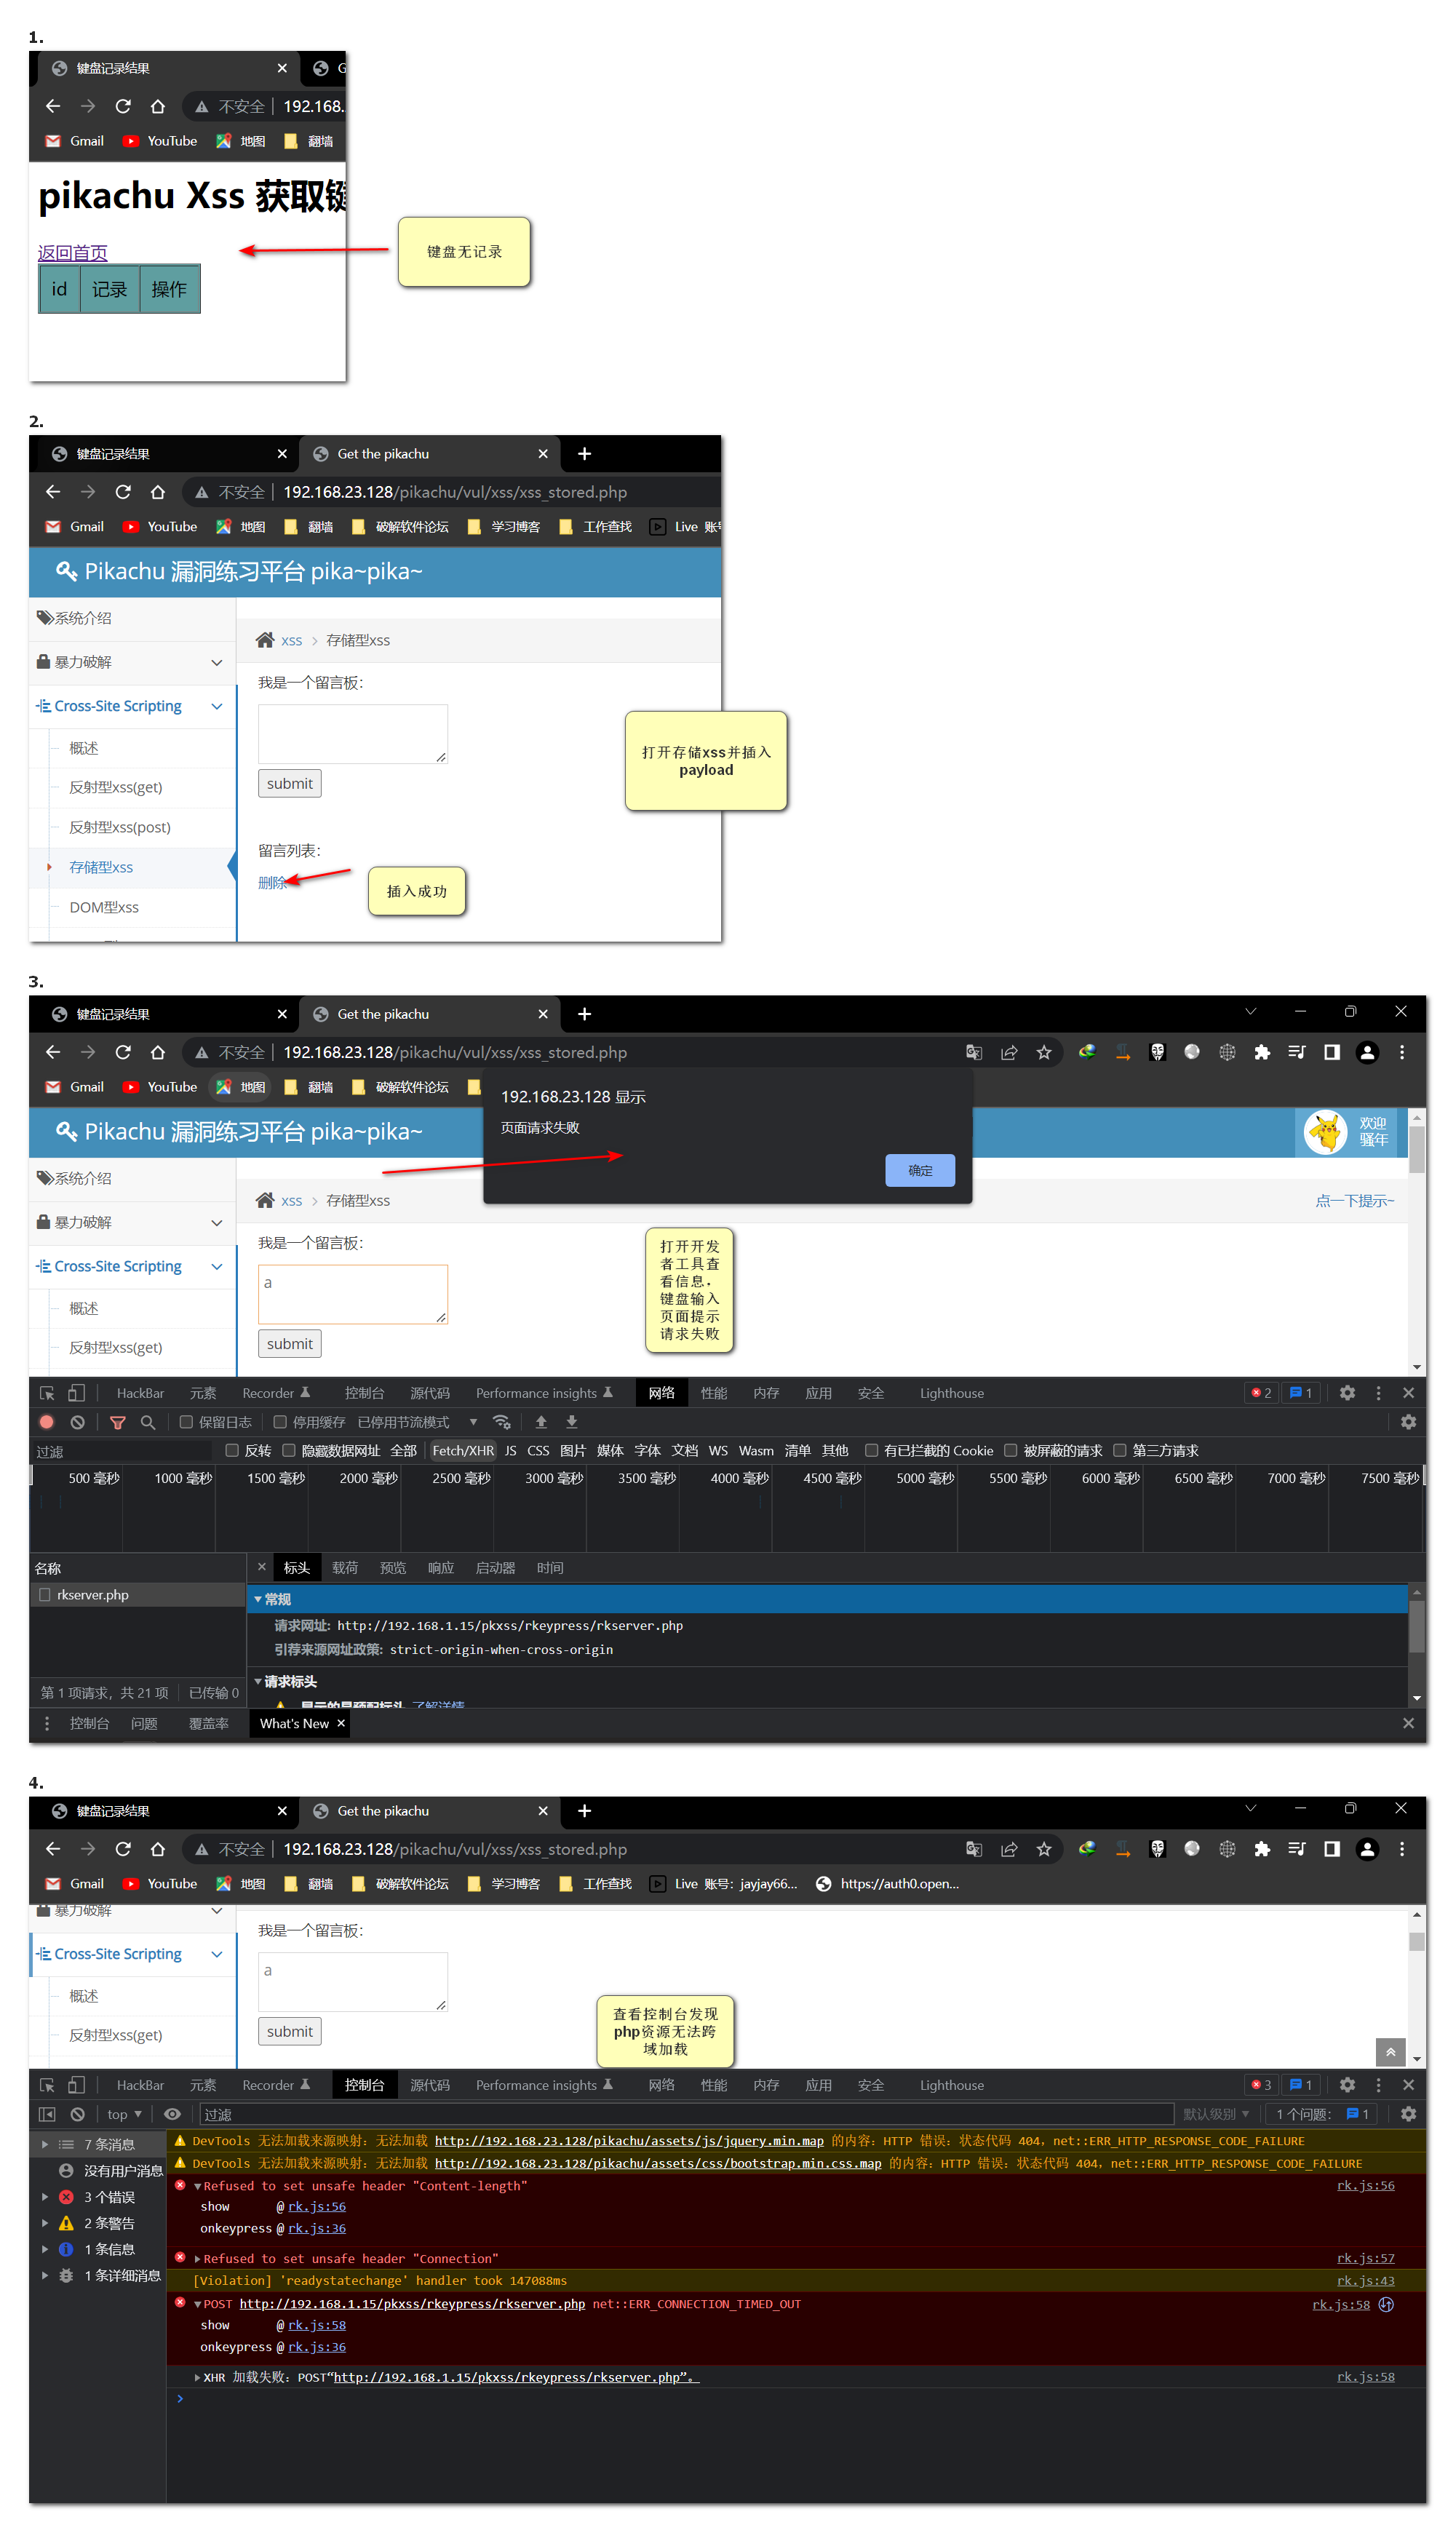 1.
键盘记录结果
不安全 192.168.
Gmail YouTube 地图 翻墙
pikachu Xss 获取键
返回首页
id 记录 操作
键盘无记录
2.
键盘记录结果 Get the pikachu
不安全 192.168.23.128/pikachu/vul/xss/xss_stored.php
Gmail YouTube 地图 翻墙 破解软件论坛 学习博客 工作查找 Live 账号
Pikachu 漏洞练习平台 pika~pika~
系统介绍
xss 存储型xss
暴力破解
我是一个留言板:
Cross-Site Scripting
概述
submit
反射型xss(get)
反射型xss(post)
留言列表:
存储型xss
删除
DOM型xss
打开存储xss并插入
payload
插入成功
3.
键盘记录结果 Get the pikachu
不安全 192.168.23.128/pikachu/vul/xss/xss_stored.php
Gmail YouTube 地图 翻墙 破解软件论坛
192.168.23.128 显示
页面请求失败
确定
Pikachu 漏洞练习平台 pika~pika~
欢迎
骚年
系统介绍
xss 存储型xss
点一下提示~
暴力破解
我是一个留言板:
Cross-Site Scripting
a
概述
submit
反射型xss(get)
打开开发
者工具查
看信息.
键盘输入
页面提示
请求失败
HackBar 元素 Recorder 控制台 源代码 Performance insights 网络 性能 内存 应用 安全 Lighthouse 2 1
保留日志 停用缓存 已停用节流模式
过滤 反转 隐藏数据网址 全部 Fetch/XHR JS CSS 图片 媒体 字体 文档 WS Wasm 清单 其他 有已拦截的 Cookie 被屏蔽的请求 第三方请求
500 毫秒 1000 毫秒 1500 毫秒 2000 毫秒 2500 毫秒 3000 毫秒 3500 毫秒 4000 毫秒 4500 毫秒 5000 毫秒 5500 毫秒 6000 毫秒 6500 毫秒 7000 毫秒 7500 毫秒
名称 标头 载荷 预览 响应 启动器 时间
rkserver.php
常规
请求网址: http://192.168.1.15/pkxss/rkeypress/rkserver.php
引荐来源网址政策: strict-origin-when-cross-origin
请求标头
显示的是预配标头 了解详情
第 1 项请求，共 21 项 已传输 0
控制台 问题 覆盖率 What's New
4.
键盘记录结果 Get the pikachu
不安全 192.168.23.128/pikachu/vul/xss/xss_stored.php
Gmail YouTube 地图 翻墙 破解软件论坛 学习博客 工作查找 Live 账号：jayjay66... https://auth0.open...
暴力破解
我是一个留言板:
Cross-Site Scripting
a
概述
submit
反射型xss(get)
查看控制台发现
php资源无法跨
域加载
HackBar 元素 Recorder 控制台 源代码 Performance insights 网络 性能 内存 应用 安全 Lighthouse 3 1
top 过滤 默认级别 1 个问题： 1
7 条消息
没有用户消息
3 个错误
2 条警告
1 条信息
1 条详细消息
DevTools 无法加载来源映射：无法加载 http://192.168.23.128/pikachu/assets/js/jquery.min.map 的内容：HTTP 错误：状态代码 404，net::ERR_HTTP_RESPONSE_CODE_FAILURE
DevTools 无法加载来源映射：无法加载 http://192.168.23.128/pikachu/assets/css/bootstrap.min.css.map 的内容：HTTP 错误：状态代码 404，net::ERR_HTTP_RESPONSE_CODE_FAILURE
Refused to set unsafe header "Content-length" rk.js:56
show @ rk.js:56
onkeypress @ rk.js:36
Refused to set unsafe header "Connection" rk.js:57
[Violation] 'readystatechange' handler took 147088ms rk.js:43
POST http://192.168.1.15/pkxss/rkeypress/rkserver.php net::ERR_CONNECTION_TIMED_OUT rk.js:58
show @ rk.js:58
onkeypress @ rk.js:36
XHR 加载失败：POST“http://192.168.1.15/pkxss/rkeypress/rkserver.php”。 rk.js:58